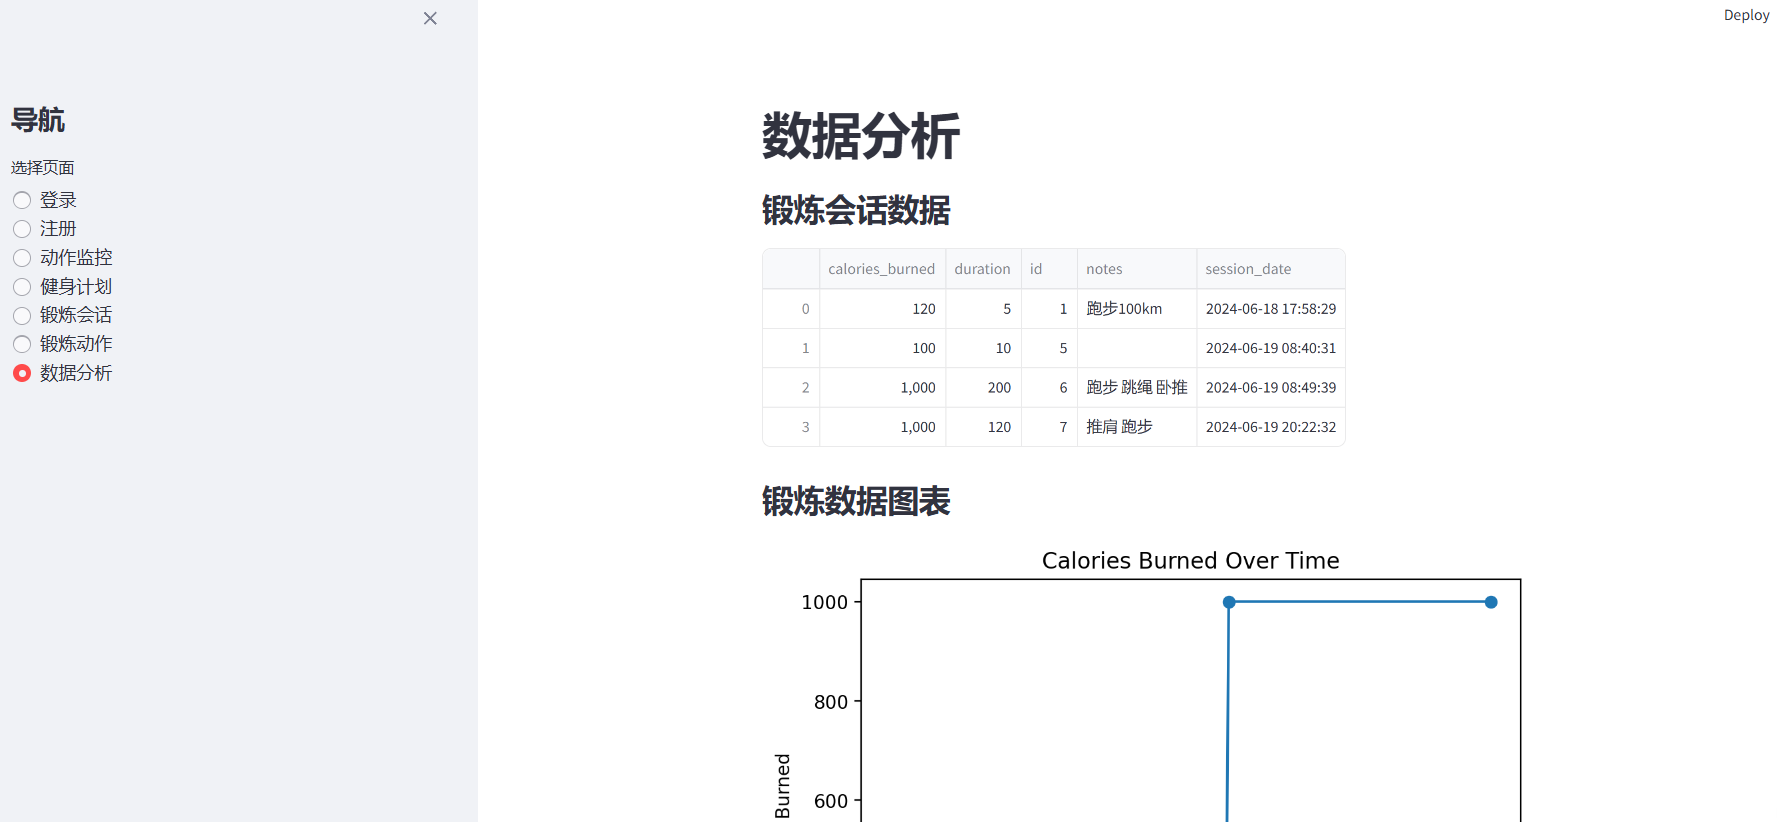 Deploy
导航
选择页面
登录
注册
动作监控
健身计划
锻炼会话
锻炼动作
数据分析
数据分析
锻炼会话数据
calories_burned duration id notes session_date
0 120 5 1 跑步100km 2024-06-18 17:58:29
1 100 10 5 2024-06-19 08:40:31
2 1,000 200 6 跑步 跳绳 卧推 2024-06-19 08:49:39
3 1,000 120 7 推肩 跑步 2024-06-19 20:22:32
锻炼数据图表
Calories Burned Over Time
1000
800
600
Burned